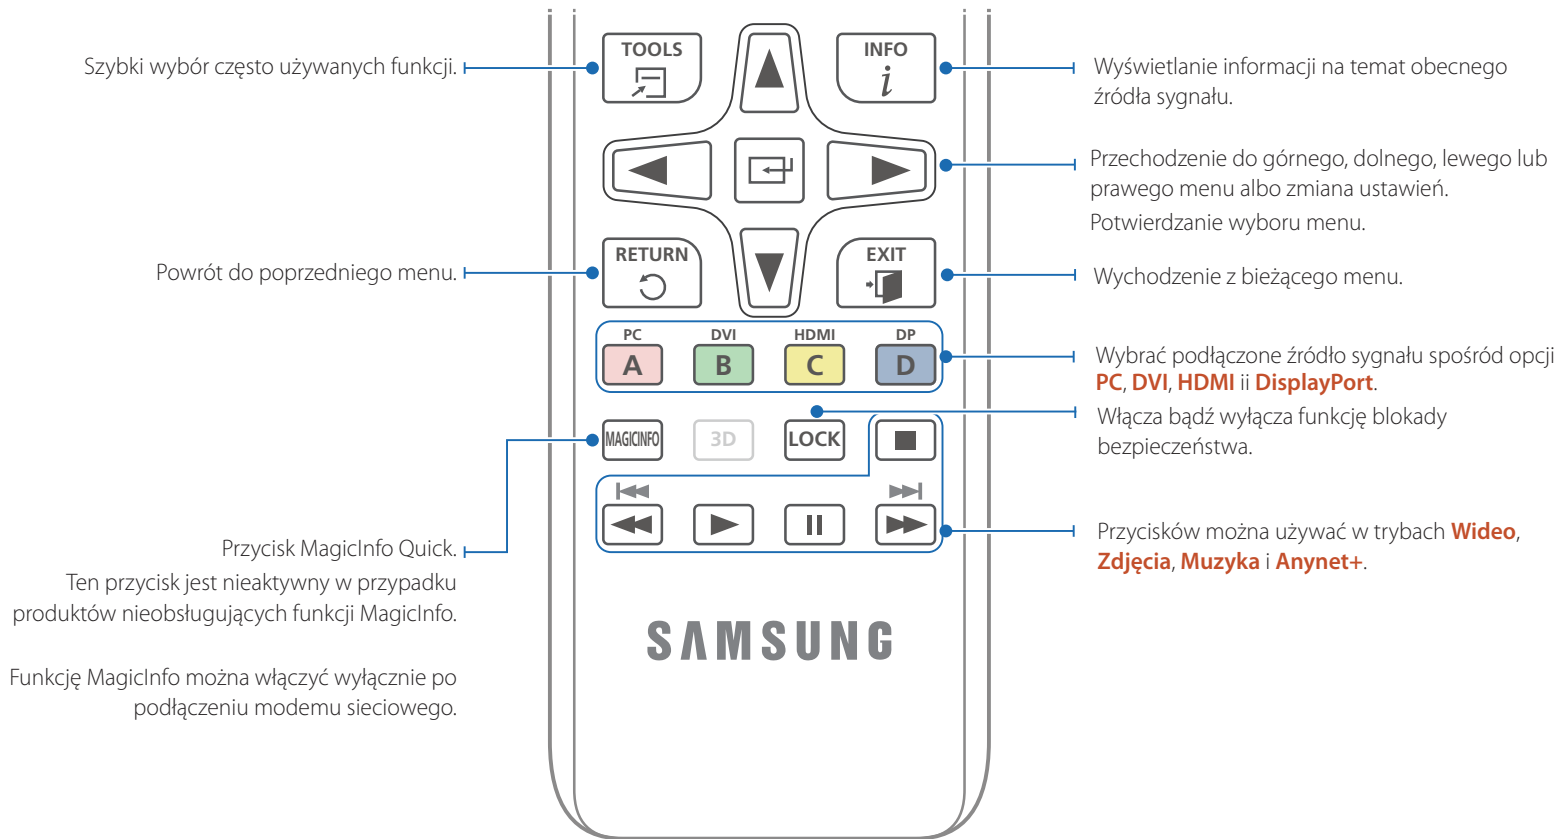 TOOLS
INFO
i
Szybki wybór często używanych funkcji.
Wyświetlanie informacji na temat obecnego
źródła sygnału.
Przechodzenie do górnego, dolnego, lewego lub
prawego menu albo zmiana ustawień.
Potwierdzanie wyboru menu.
RETURN
EXIT
Powrót do poprzedniego menu.
Wychodzenie z bieżącego menu.
PC DVI HDMI DP
A B C D
Wybrać podłączone źródło sygnału spośród opcji
PC, DVI, HDMI ii DisplayPort.
Włącza bądź wyłącza funkcję blokady
bezpieczeństwa.
MAGICINFO 3D LOCK
Przycisków można używać w trybach Wideo,
Zdjęcia, Muzyka i Anynet+.
Przycisk MagicInfo Quick.
Ten przycisk jest nieaktywny w przypadku
produktów nieobsługujących funkcji MagicInfo.
Funkcję MagicInfo można włączyć wyłącznie po
podłączeniu modemu sieciowego.
SAMSUNG